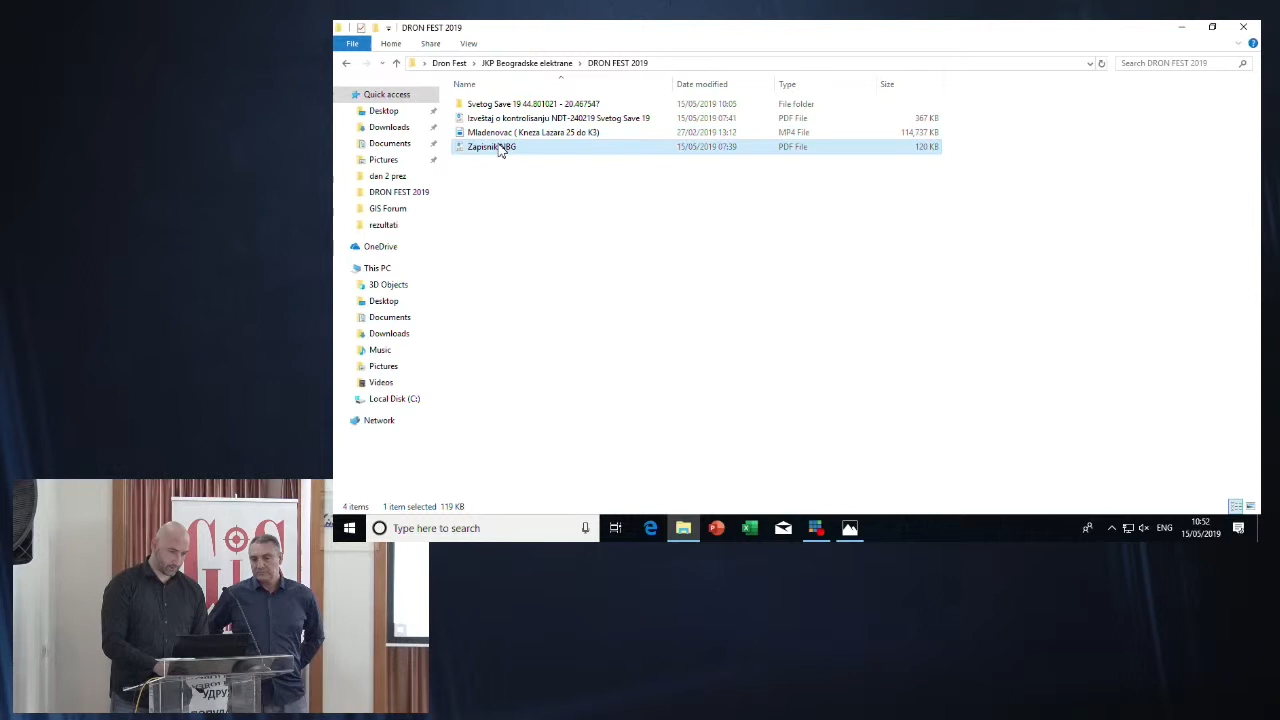 DRON FEST 2019
File Home Share View
Dron Fest > JKP Beogradske elektrane > DRON FEST 2019
Search DRON FEST 2019
Name Date modified Type Size
Svetog Save 19 44.801021 - 20.467547 15/05/2019 10:05 File folder
Izveštaj o kontrolisanju NDT-240219 Svetog Save 19 15/05/2019 07:41 PDF File 367 KB
Mladenovac ( Kneza Lazara 25 do K3) 27/02/2019 13:12 MP4 File 114,737 KB
15/05/2019 07:39 PDF File 120 KB
Quick access
Desktop
Downloads
Documents
Pictures
dan 2 prez
DRON FEST 2019
GIS Forum
rezultati
OneDrive
This PC
3D Objects
Desktop
Documents
Downloads
Music
Pictures
Videos
Local Disk (C:)
Network
4 items 1 item selected 119 KB
Type here to search
ENG
10:52
15/05/2019
УДРУ